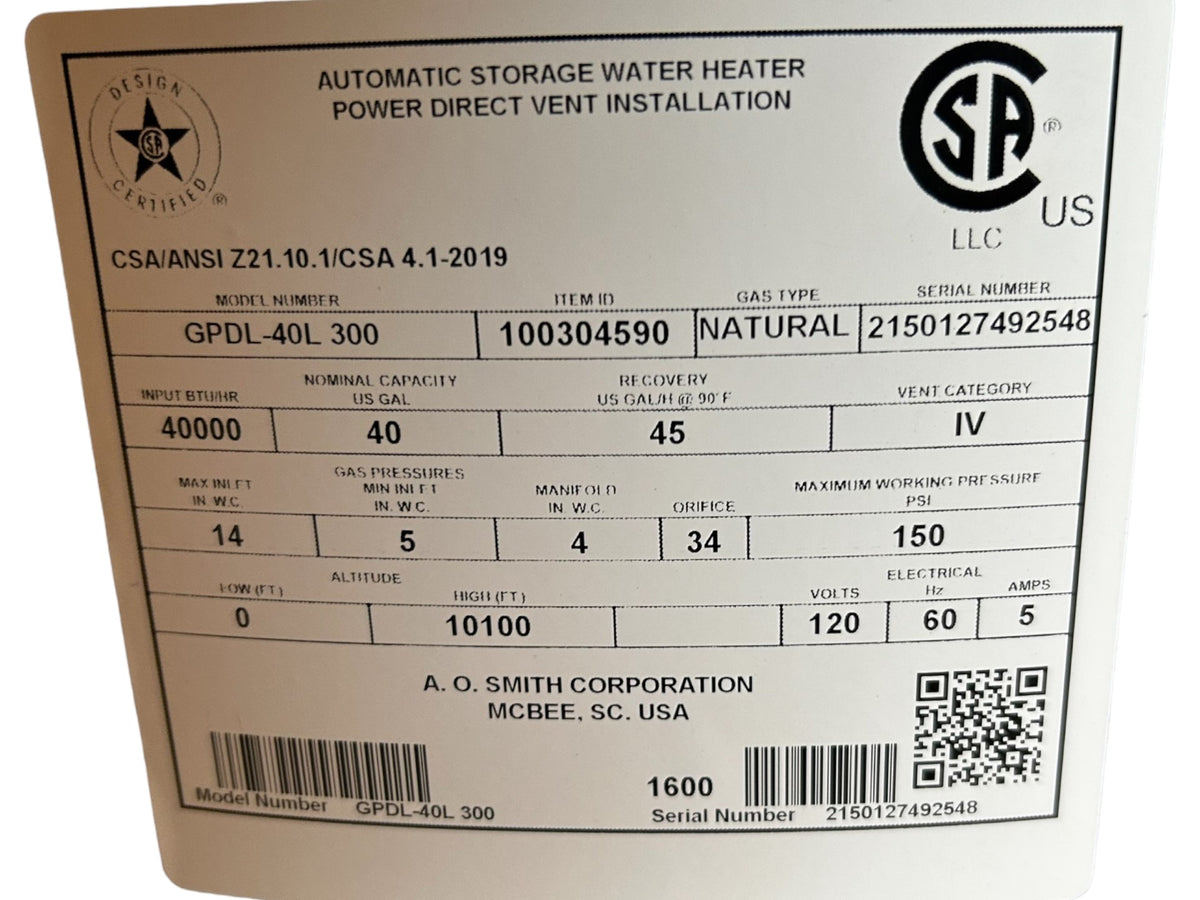 AUTOMATIC STORAGE WATER HEATER
POWER DIRECT VENT INSTALLATION
DESIGN
CSA
CERTIFIED ®
CSA ®
US
LLC
CSA/ANSI Z21.10.1/CSA 4.1-2019
MODEL NUMBER ITEM ID GAS TYPE SERIAL NUMBER
GPDL-40L 300 100304590 NATURAL 2150127492548
NOMINAL CAPACITY RECOVERY
INPUT BTU/HR US GAL US GAL/H @ 90°F VENT CATEGORY
40000 40 45 IV
GAS PRESSURES
MAX INLET MIN INLET MANIFOLD MAXIMUM WORKING PRESSURE
IN. W.C. IN. W.C. IN. W.C. ORIFICE PSI
14 5 4 34 150
ALTITUDE ELECTRICAL
LOW (FT) HIGH (FT) VOLTS Hz AMPS
0 10100 120 60 5
A. O. SMITH CORPORATION
MCBEE, SC. USA
1600
Model Number GPDL-40L 300 Serial Number 2150127492548